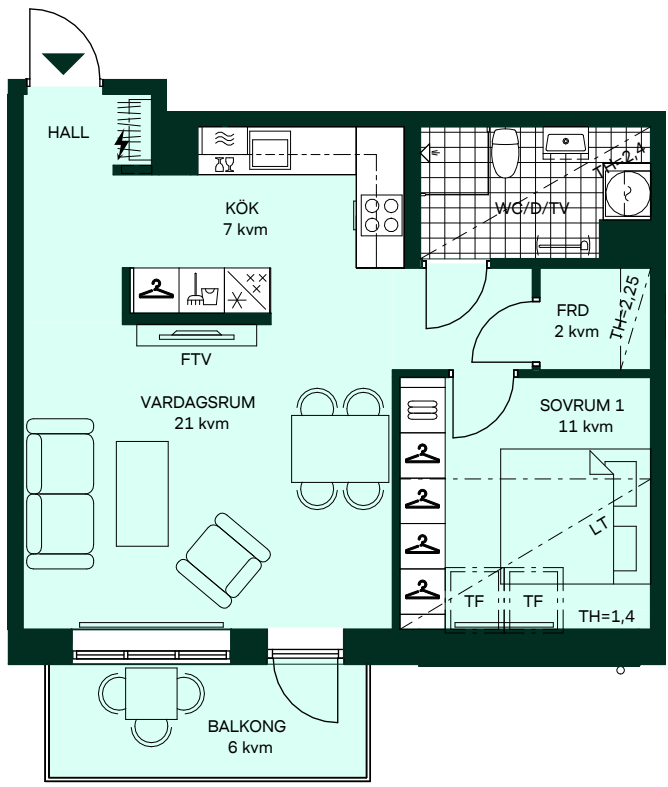 HALL
TH=2,4
WC/D/TV
KÖK
7 kvm
TH=2,25
FRD
2 kvm
FTV
VARDAGSRUM
21 kvm
SOVRUM 1
11 kvm
LT
TF
TF
TH=1,4
BALKONG
6 kvm